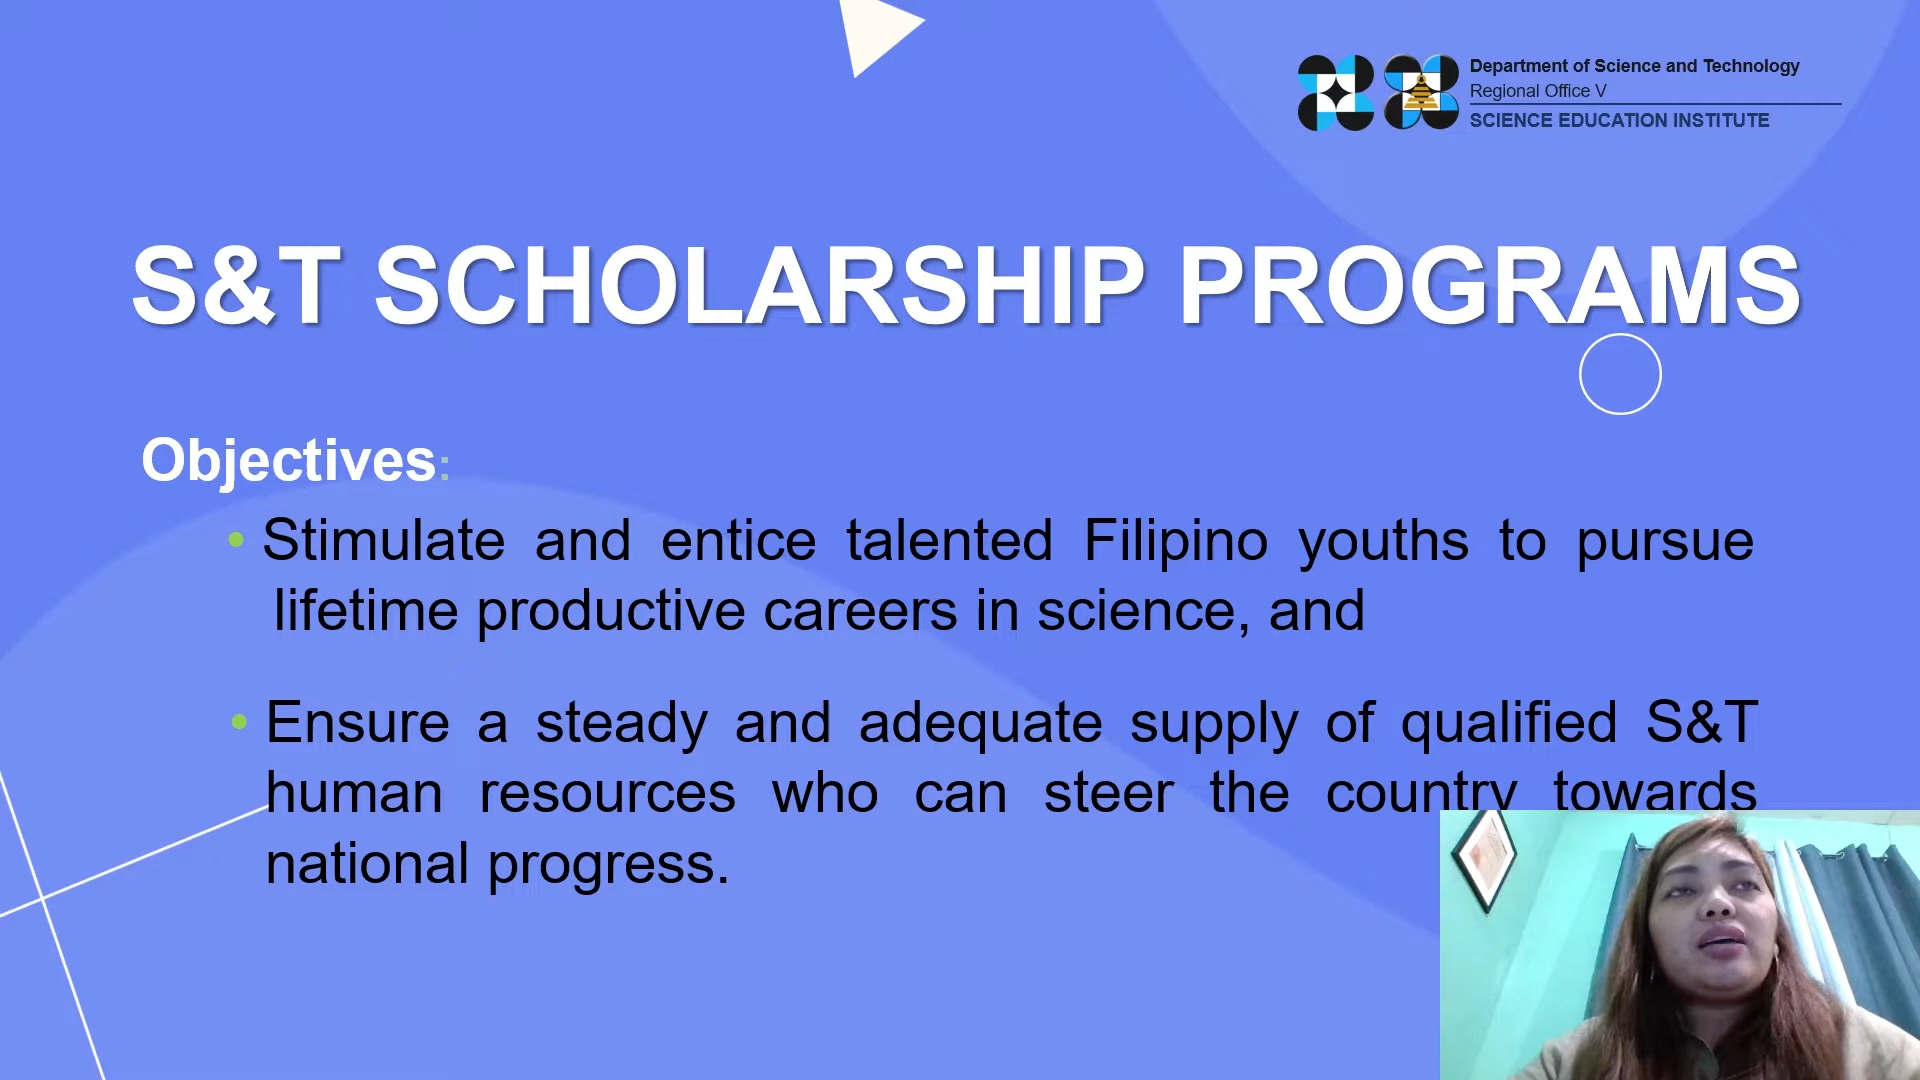 Department of Science and Technology
Regional Office V
SCIENCE EDUCATION INSTITUTE
S&T SCHOLARSHIP PROGRAMS
Objectives:
• Stimulate and entice talented Filipino youths to pursue
lifetime productive careers in science, and
• Ensure a steady and adequate supply of qualified S&T
human resources who can steer the country towards
national progress.